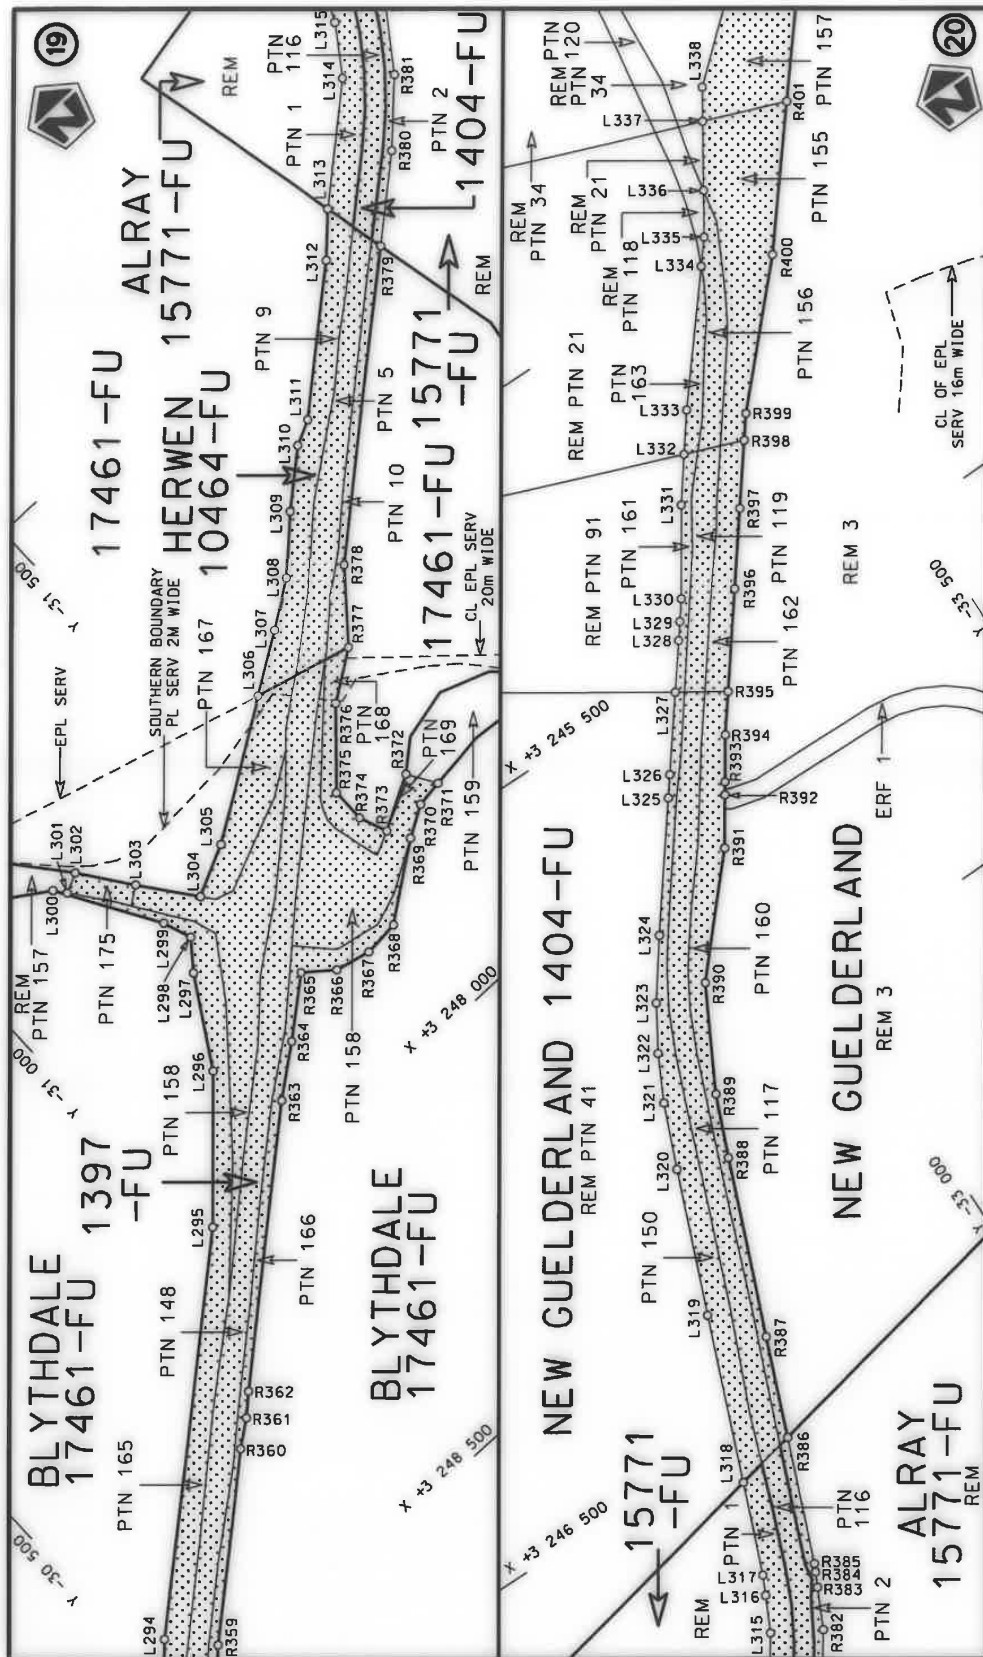 19
BLYTHDALE
17461-FU
1397
-FU
17461-FU
HERWEN
10464-FU
ALRAY
15771-FU
REM
REM
PTN 157
PTN 175
EPL SERV
SOUTHERN BOUNDARY
PL SERV 2M WIDE
PTN 167
PTN 9
PTN 1
PTN
116
PTN 165
PTN 148
PTN 158
PTN 166
PTN 158
BLYTHDALE
17461-FU
PTN
168
PTN
169
PTN 159
PTN 10
PTN 5
17461-FU
15771
-FU
1404-FU
PTN 2
REM
CL EPL SERV
20m WIDE
Y -30 500
Y -31 000
Y -31 500
X +3 248 500
X +3 248 000
L294
L295
L296
L297
L298
L299
L300
L301
L302
L303
L304
L305
L306
L307
L308
L309
L310
L311
L312
L313
L314
L315
R359
R360
R361
R362
R363
R364
R365
R366
R367
R368
R369
R370
R371
R372
R373
R374
R375
R376
R377
R378
R379
R380
R381
20
15771
-FU
REM
NEW GUELDERLAND 1404-FU
REM PTN 41
PTN 1
PTN 150
REM PTN 91
PTN 161
REM PTN 21
PTN
163
REM
PTN 118
REM
PTN 21
REM
PTN 34
REM
PTN
34
PTN
120
PTN 2
PTN
116
ALRAY
15771-FU
REM
PTN 117
PTN 160
NEW GUELDERLAND
REM 3
ERF 1
PTN 162
PTN 119
REM 3
PTN 156
PTN 155
PTN 157
CL OF EPL
SERV 16m WIDE
X +3 246 500
X +3 245 500
Y -33 000
Y -33 500
L315
L316
L317
L318
L319
L320
L321
L322
L323
L324
L325
L326
L327
L328
L329
L330
L331
L332
L333
L334
L335
L336
L337
L338
R382
R383
R384
R385
R386
R387
R388
R389
R390
R391
R392
R393
R394
R395
R396
R397
R398
R399
R400
R401